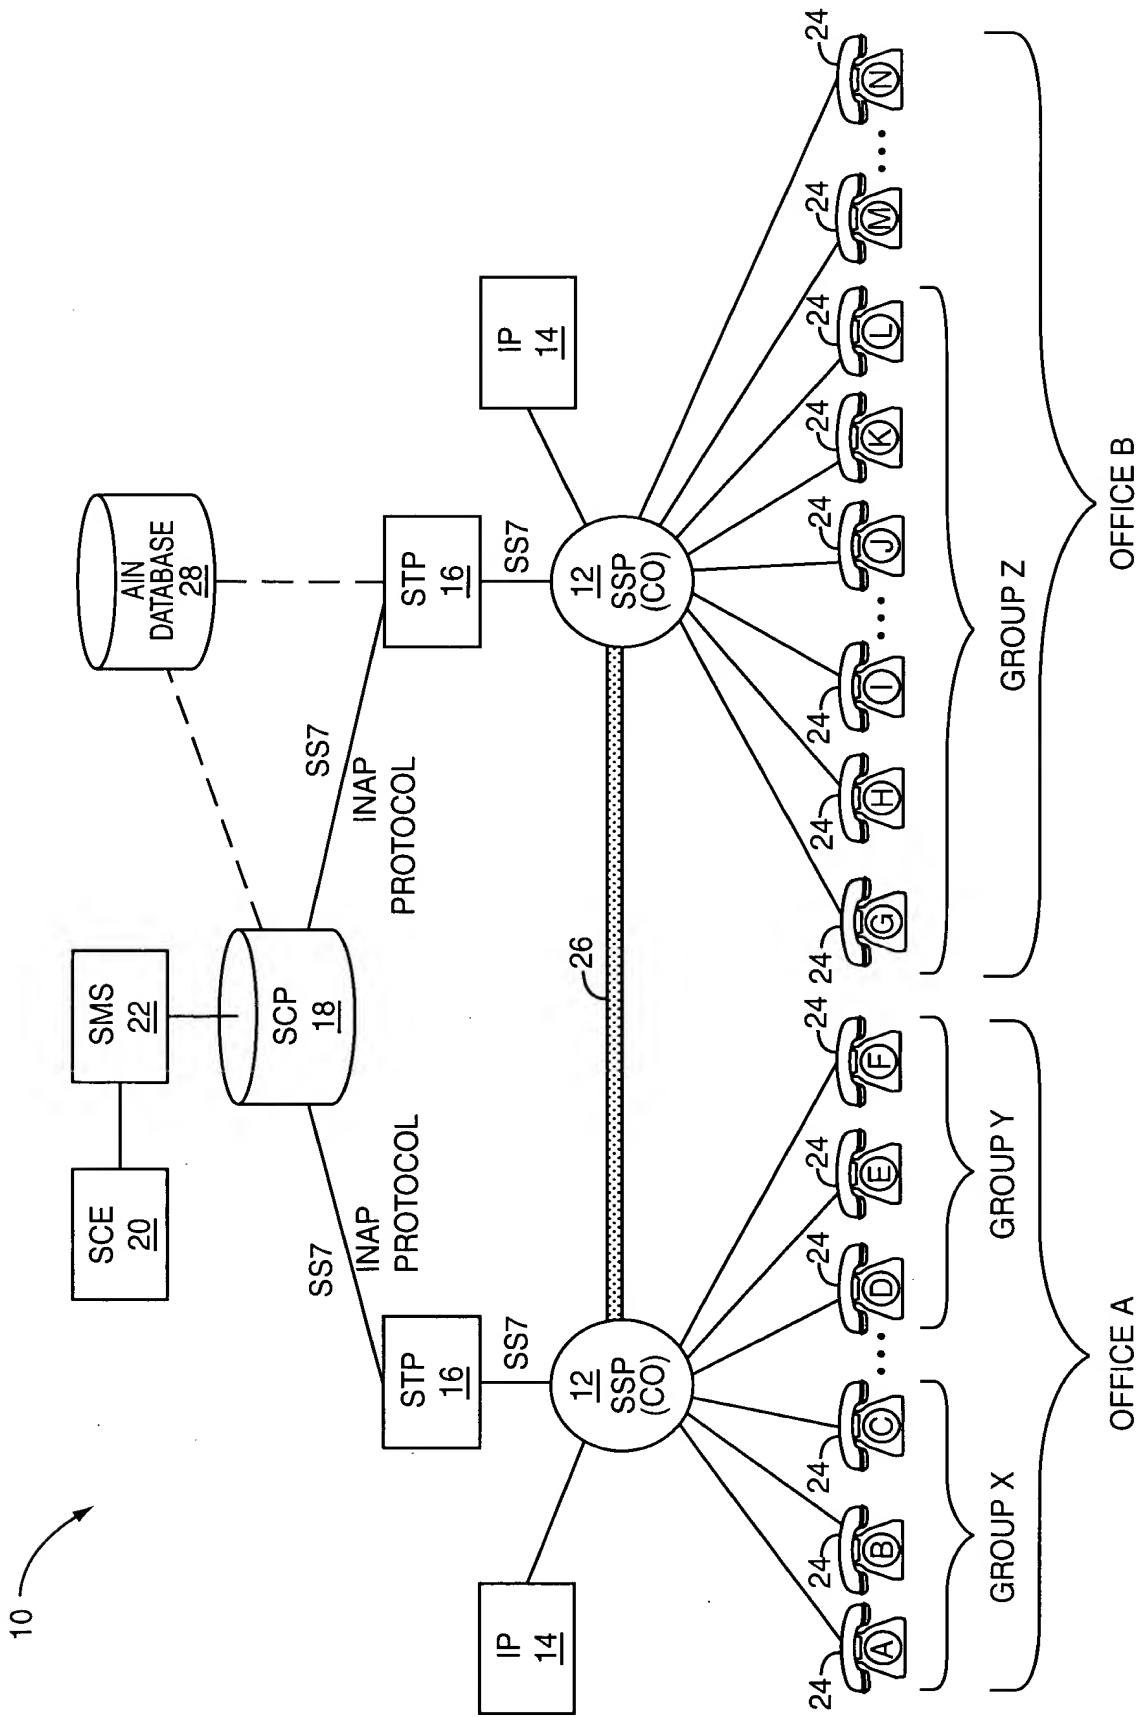 10
SCE
20
SMS
22
AIN
DATABASE
28
SCP
18
SS7
INAP
PROTOCOL
SS7
INAP
PROTOCOL
STP
16
STP
16
SS7
SS7
IP
14
12
SSP
(CO)
26
12
SSP
(CO)
IP
14
24 24 24 24 24 24 24 24 24 24 24 24 24 24
A B C D E F G H I J K L M N
GROUP X
GROUP Y
GROUP Z
OFFICE A
OFFICE B